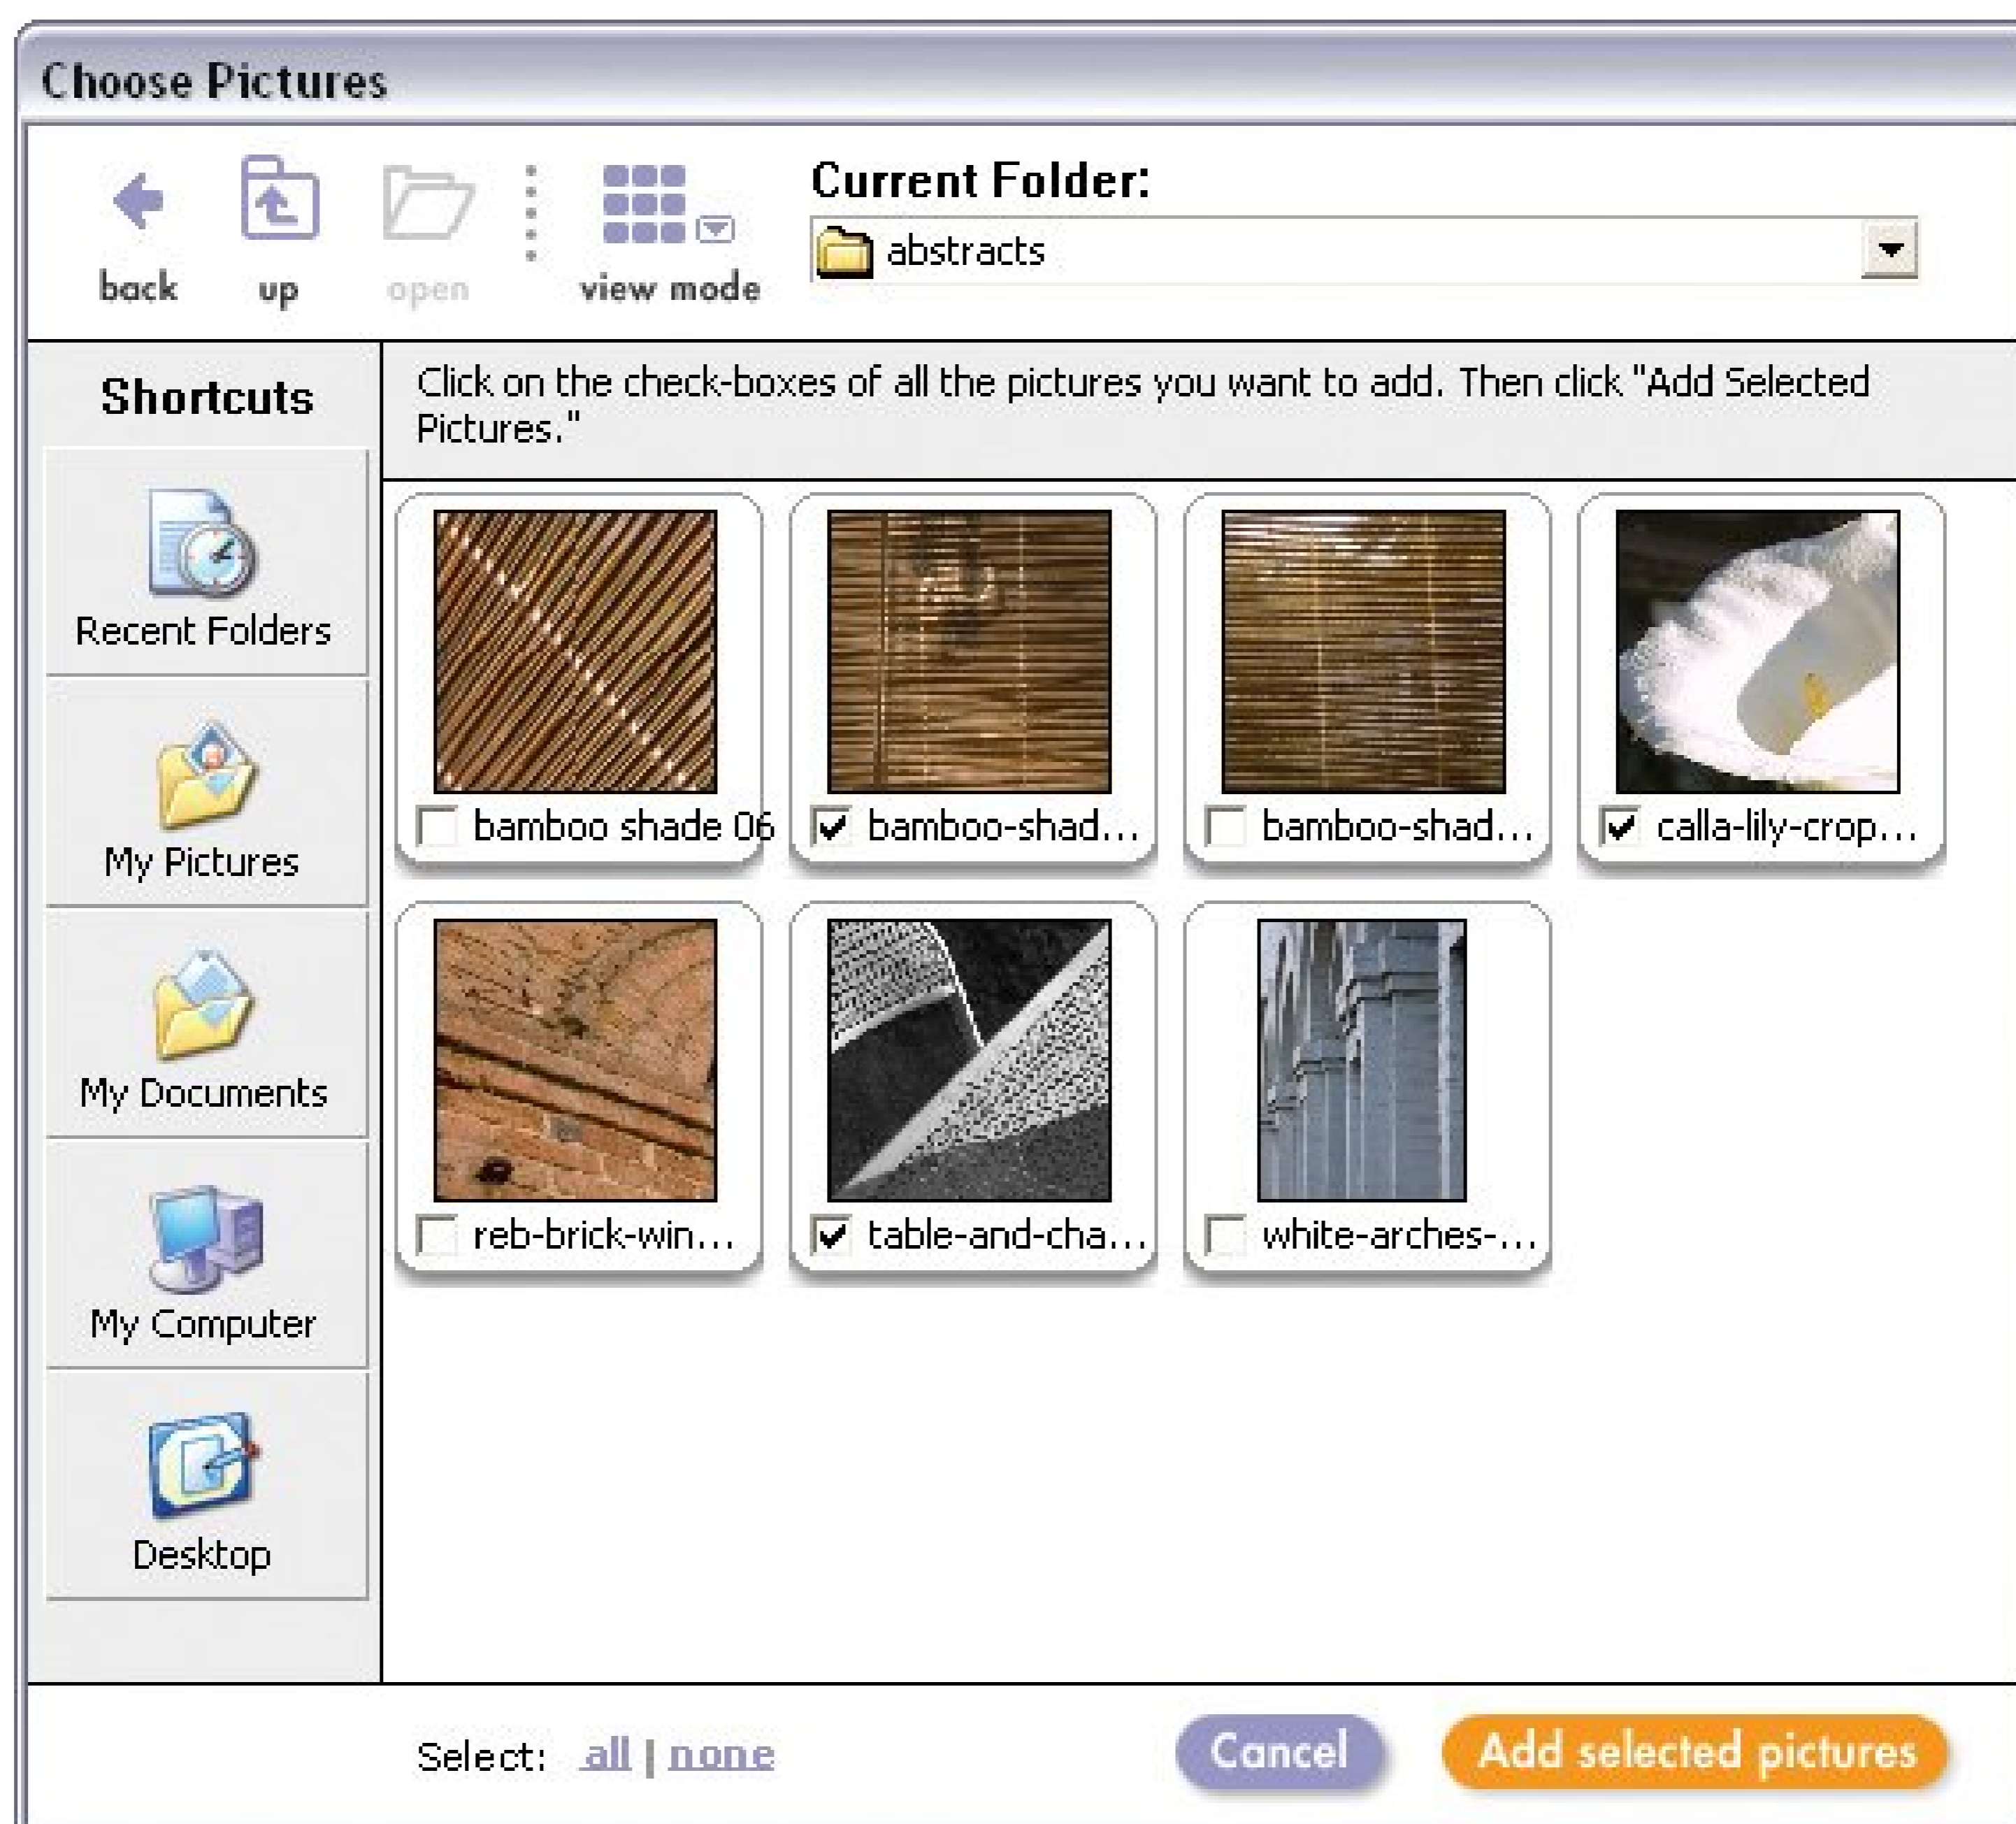 Choose Pictures
back up open view mode
Current Folder:
abstracts
Shortcuts
Click on the check-boxes of all the pictures you want to add. Then click "Add Selected
Pictures."
Recent Folders
My Pictures
My Documents
My Computer
Desktop
bamboo shade 06 bamboo-shad... bamboo-shad... calla-lily-crop...
reb-brick-win... table-and-cha... white-arches-...
Select: all | none
Cancel Add selected pictures